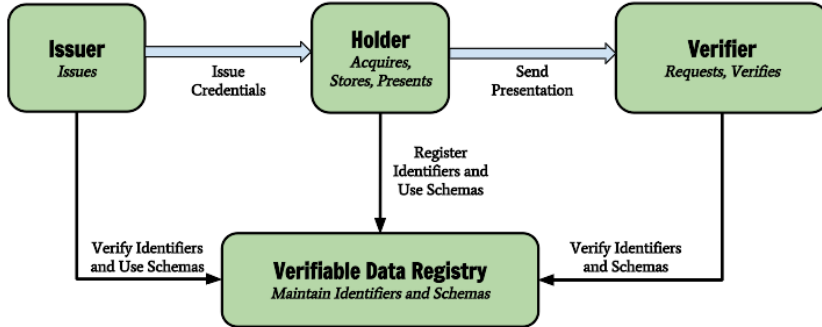 Issuer
Issues
Issue
Credentials
Holder
Acquires,
Stores, Presents
Send
Presentation
Verifier
Requests, Verifies
Register
Identifiers and
Use Schemas
Verify Identifiers
and Use Schemas
Verifiable Data Registry
Maintain Identifiers and Schemas
Verify Identifiers
and Schemas